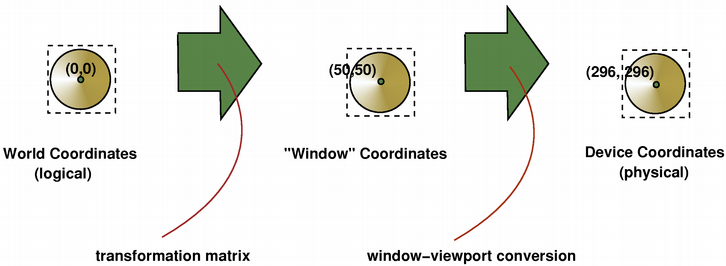 (0,0)
(50,50)
(296, 296)
World Coordinates
(logical)
"Window" Coordinates
Device Coordinates
(physical)
transformation matrix
window−viewport conversion